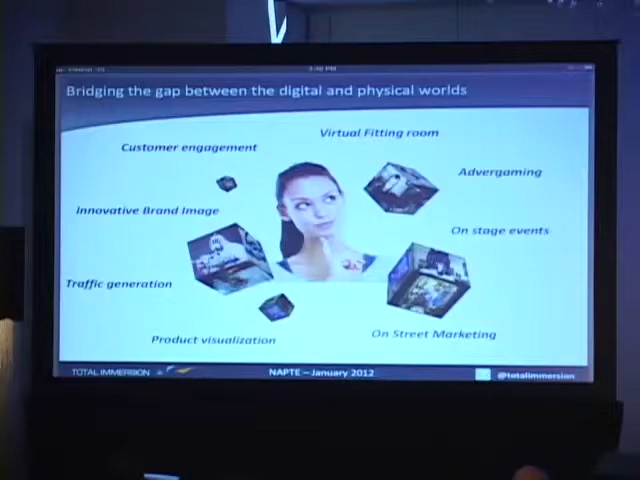 Bridging the gap between the digital and physical worlds
Virtual Fitting room
Customer engagement
Advergaming
Innovative Brand Image
On stage events
Traffic generation
On Street Marketing
Product visualization
TOTAL IMMERSION
NAPTE – January 2012
@totalimmersion